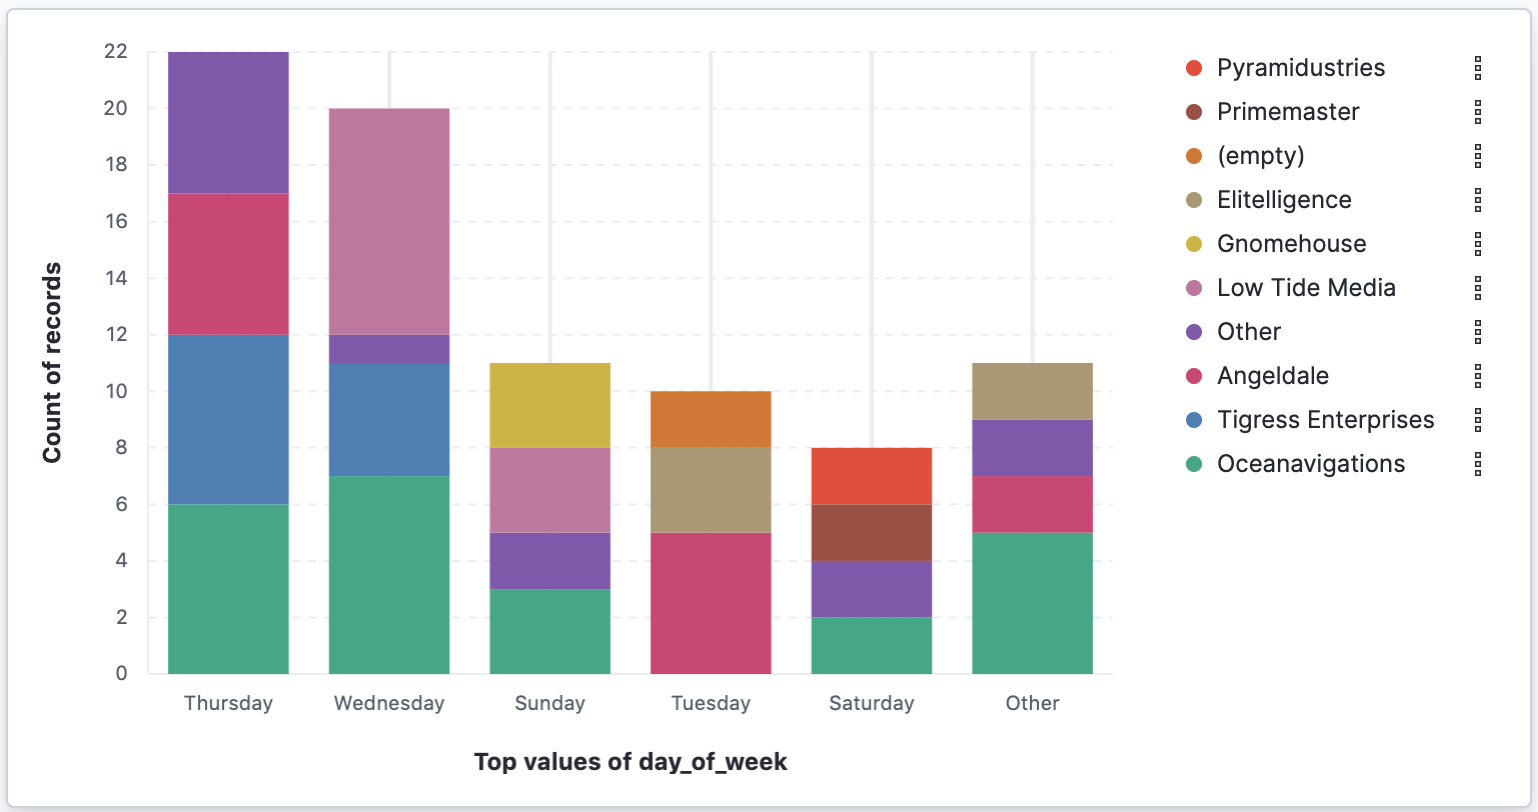 22
20
18
16
14
12
10
8
6
4
2
0
Count of records
Thursday
Wednesday
Sunday
Tuesday
Saturday
Other
Top values of day_of_week
Pyramidustries
Primemaster
(empty)
Elitelligence
Gnomehouse
Low Tide Media
Other
Angeldale
Tigress Enterprises
Oceanavigations